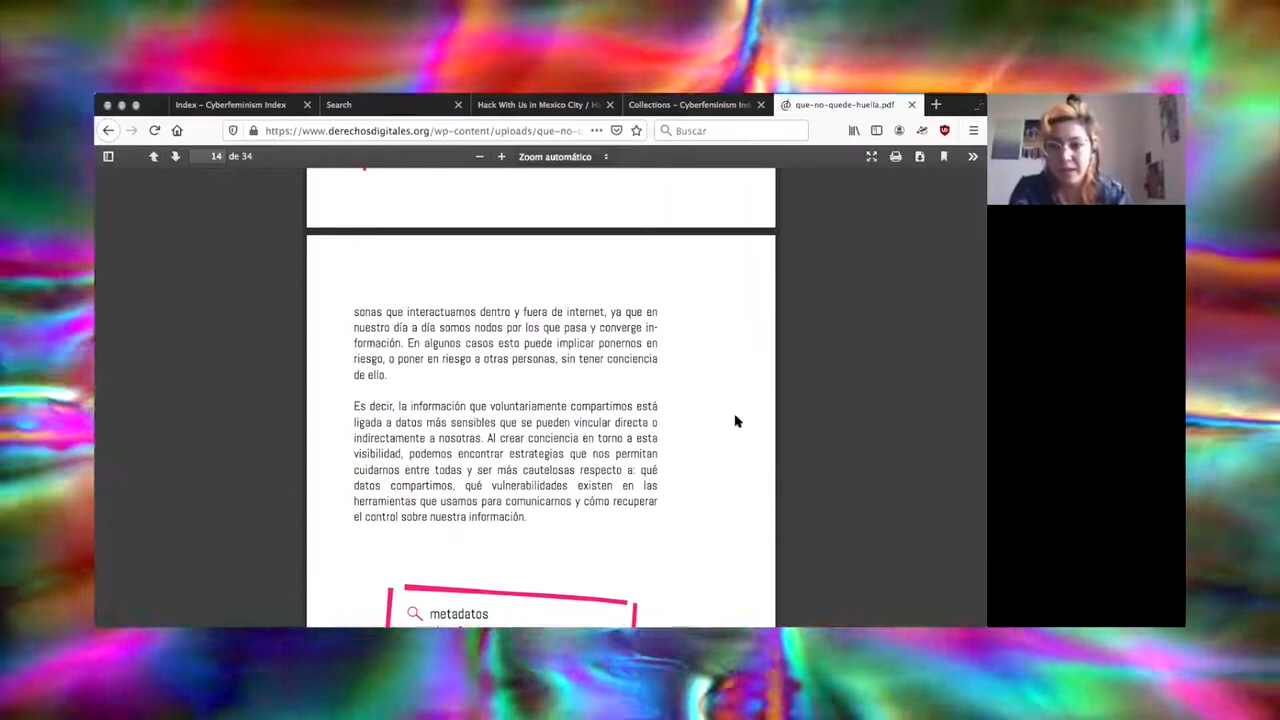 Index – Cyberfeminism Index
Search
Hack With Us in Mexico City / H
Collections – Cyberfeminism Ind
que-no-quede-huella.pdf
https://www.derechosdigitales.org/wp-content/uploads/que-no-
Buscar
14 de 34
Zoom automático
sonas que interactuamos dentro y fuera de internet, ya que en
nuestro día a día somos nodos por los que pasa y converge in-
formación. En algunos casos esto puede implicar ponernos en
riesgo, o poner en riesgo a otras personas, sin tener conciencia
de ello.
Es decir, la información que voluntariamente compartimos está
ligada a datos más sensibles que se pueden vincular directa o
indirectamente a nosotras. Al crear conciencia en torno a esta
visibilidad, podemos encontrar estrategias que nos permitan
cuidarnos entre todas y ser más cautelosas respecto a: qué
datos compartimos, qué vulnerabilidades existen en las
herramientas que usamos para comunicarnos y cómo recuperar
el control sobre nuestra información.
metadatos